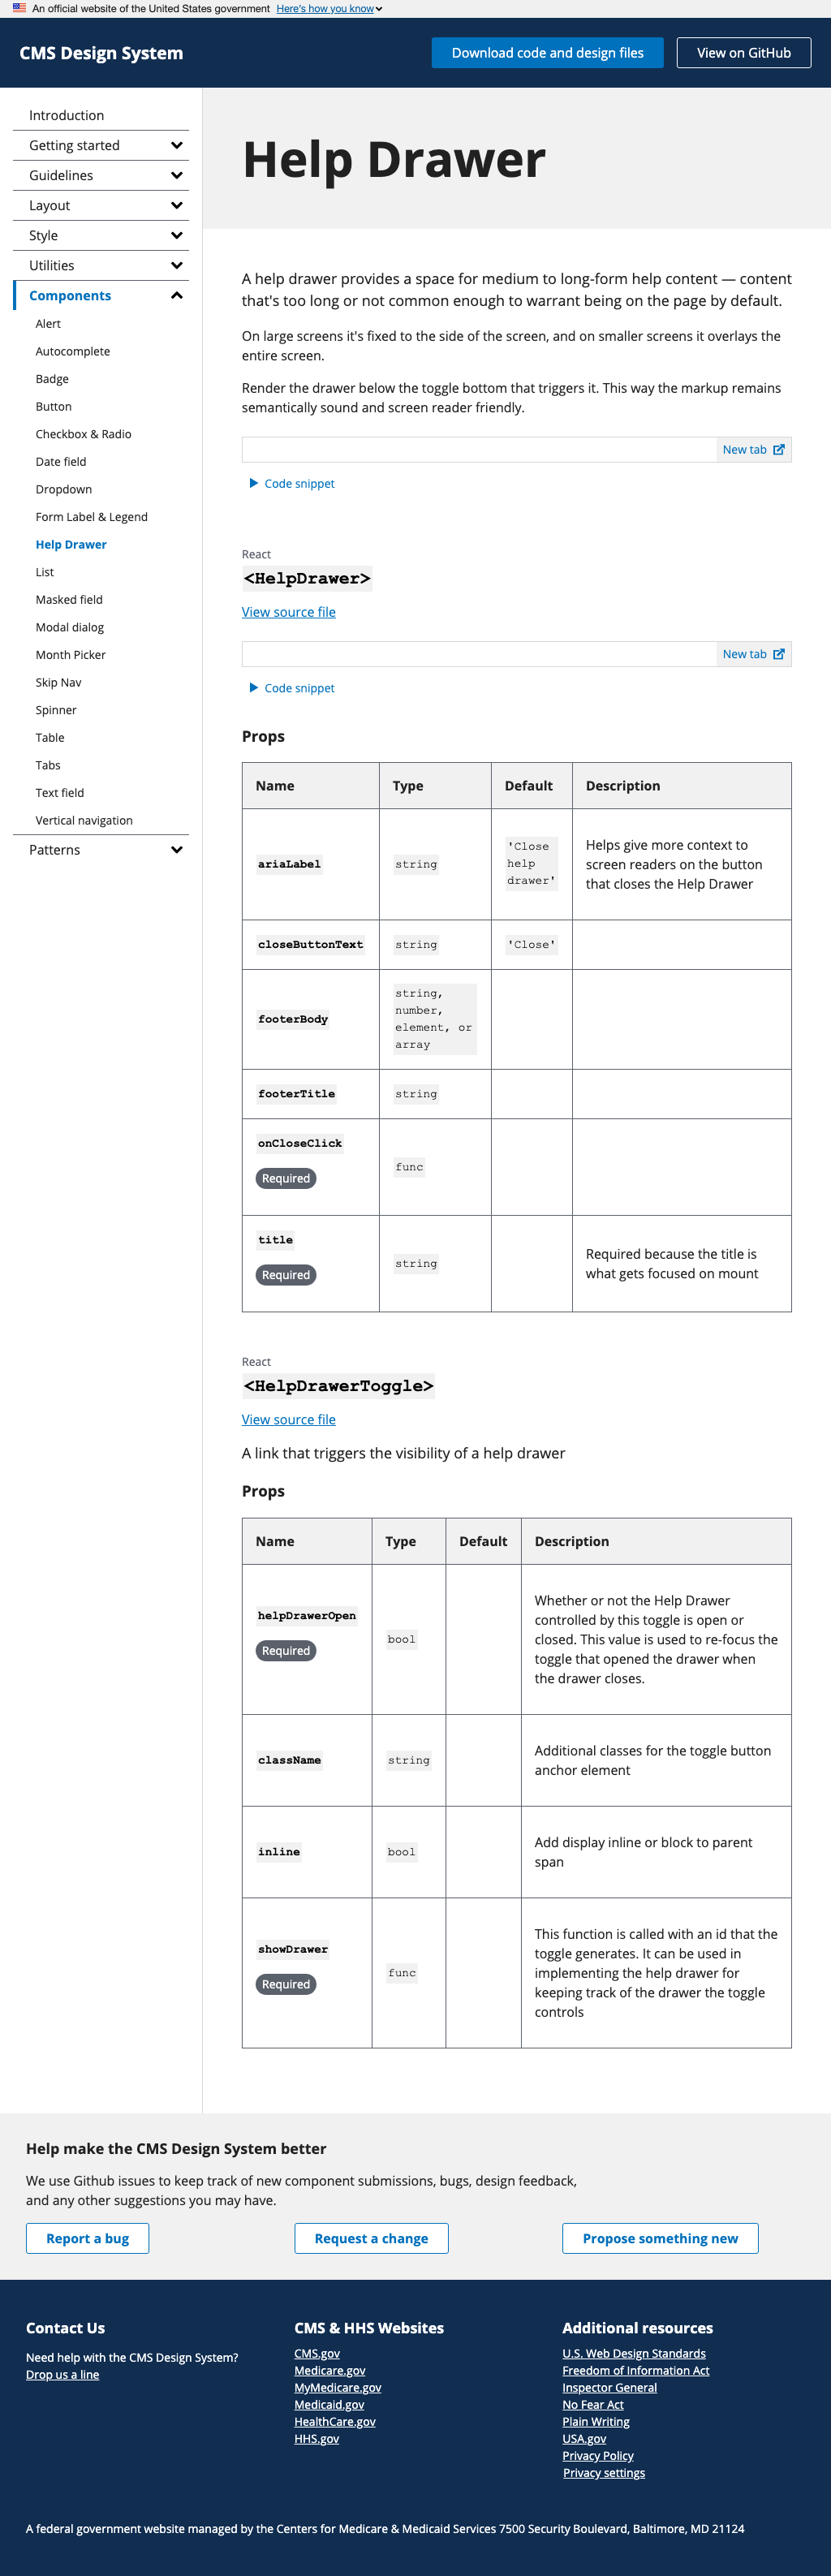 An official website of the United States government Here's how you know
CMS Design System
Download code and design files
View on GitHub
Introduction
Getting started
Guidelines
Layout
Style
Utilities
Components
Alert
Autocomplete
Badge
Button
Checkbox & Radio
Date field
Dropdown
Form Label & Legend
Help Drawer
List
Masked field
Modal dialog
Month Picker
Skip Nav
Spinner
Table
Tabs
Text field
Vertical navigation
Patterns
Help Drawer
A help drawer provides a space for medium to long-form help content — content
that's too long or not common enough to warrant being on the page by default.
On large screens it's fixed to the side of the screen, and on smaller screens it overlays the
entire screen.
Render the drawer below the toggle bottom that triggers it. This way the markup remains
semantically sound and screen reader friendly.
New tab
Code snippet
React
<HelpDrawer>
View source file
New tab
Code snippet
Props
Name Type Default Description
ariaLabel
string
'Close
help
drawer'
Helps give more context to
screen readers on the button
that closes the Help Drawer
closeButtonText
string
'Close'
footerBody
string,
number,
element, or
array
footerTitle
string
onCloseClick
Required
func
title
Required
string
Required because the title is
what gets focused on mount
React
<HelpDrawerToggle>
View source file
A link that triggers the visibility of a help drawer
Props
Name Type Default Description
helpDrawerOpen
Required
bool
Whether or not the Help Drawer
controlled by this toggle is open or
closed. This value is used to re-focus the
toggle that opened the drawer when
the drawer closes.
className
string
Additional classes for the toggle button
anchor element
inline
bool
Add display inline or block to parent
span
showDrawer
Required
func
This function is called with an id that the
toggle generates. It can be used in
implementing the help drawer for
keeping track of the drawer the toggle
controls
Help make the CMS Design System better
We use Github issues to keep track of new component submissions, bugs, design feedback,
and any other suggestions you may have.
Report a bug
Request a change
Propose something new
Contact Us
Need help with the CMS Design System?
Drop us a line
CMS & HHS Websites
CMS.gov
Medicare.gov
MyMedicare.gov
Medicaid.gov
HealthCare.gov
HHS.gov
Additional resources
U.S. Web Design Standards
Freedom of Information Act
Inspector General
No Fear Act
Plain Writing
USA.gov
Privacy Policy
Privacy settings
A federal government website managed by the Centers for Medicare & Medicaid Services 7500 Security Boulevard, Baltimore, MD 21124